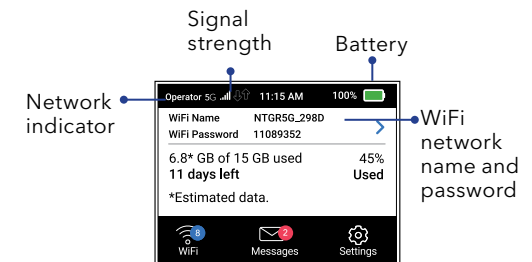 Signal
strength
Battery
Network
indicator
Operator 5G 11:15 AM 100%
WiFi Name NTGR5G_298D
WiFi Password 11089352
6.8* GB of 15 GB used 45%
11 days left Used
*Estimated data.
8
2
WiFi Messages Settings
WiFi
network
name and
password